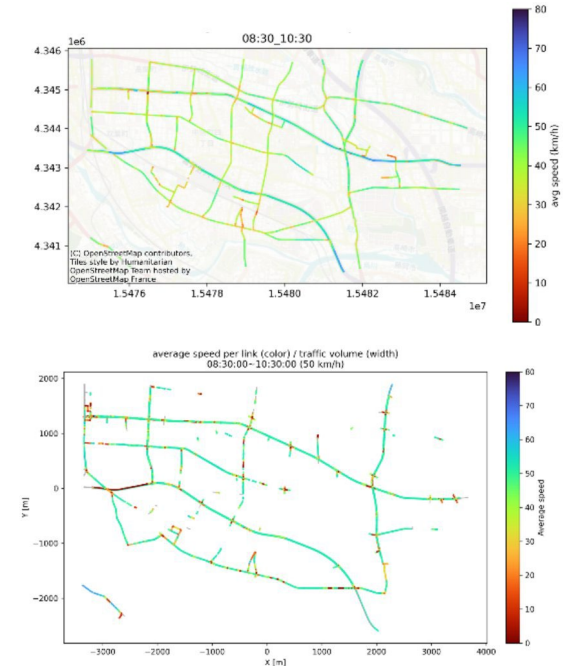 08:30_10:30
1e6
4.346
4.345
4.344
4.343
4.342
4.341
(C) OpenStreetMap contributors,
Tiles style by Humanitarian
OpenStreetMap Team hosted by
OpenStreetMap France
1.5476 1.5478 1.5480 1.5482 1.5484
1e7
80
70
60
50
40
30
20
10
0
avg speed (km/h)
average speed per link (color) / traffic volume (width)
08:30:00~10:30:00 (50 km/h)
2000
1000
0
−1000
−2000
Y [m]
−3000 −2000 −1000 0 1000 2000 3000 4000
X [m]
80
70
60
50
40
30
20
10
0
Average speed